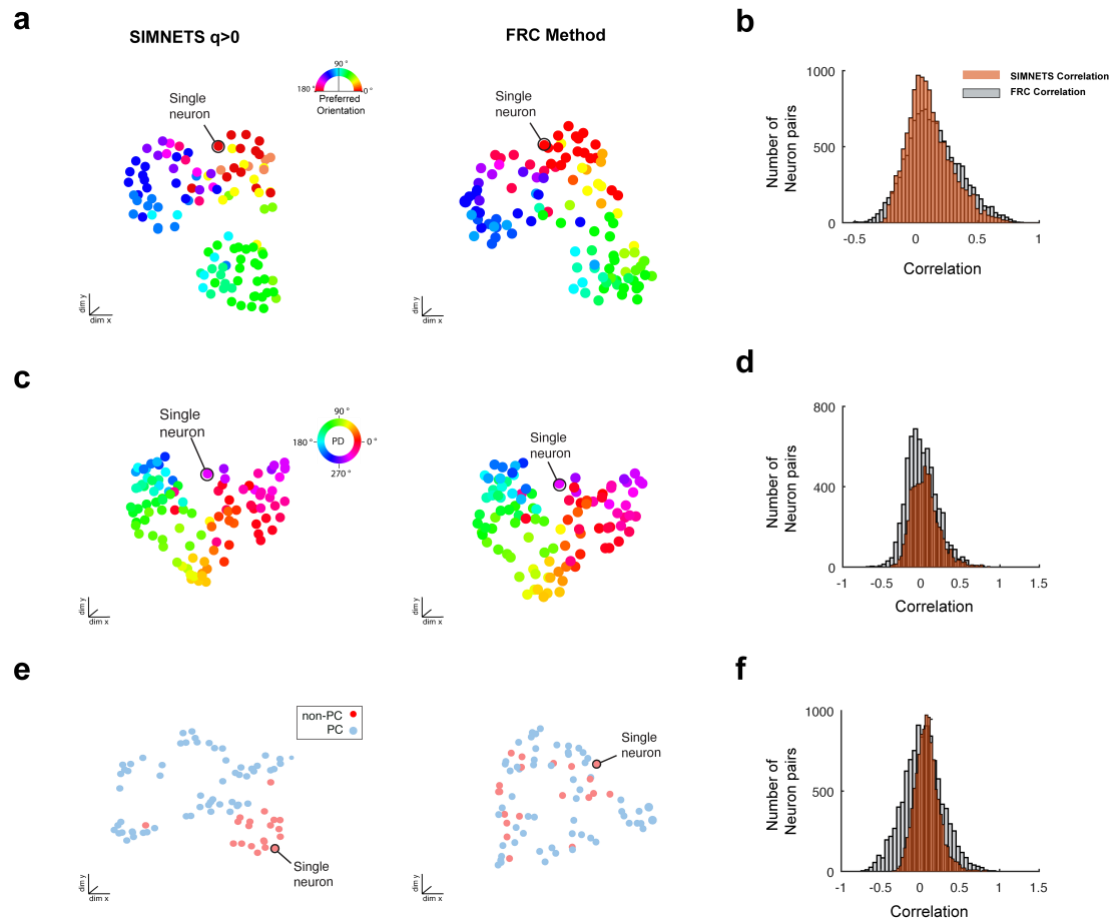 a
SIMNETS q>0
FRC Method
90 °
180 °
0 °
Preferred
Orientation
Single
neuron
Single
neuron
dim y
dim x
dim y
dim x
b
1000
500
0
Number of
Neuron pairs
-0.5
0
0.5
1
Correlation
SIMNETS Correlation
FRC Correlation
c
Single
neuron
90 °
180 °
PD
0 °
270 °
Single
neuron
dim y
dim x
dim y
dim x
d
800
400
0
Number of
Neuron pairs
-1
-0.5
0
0.5
1
1.5
Correlation
e
non-PC
PC
Single
neuron
Single
neuron
dim y
dim x
dim y
dim x
f
1000
500
0
Number of
Neuron pairs
-1
-0.5
0
0.5
1
1.5
Correlation